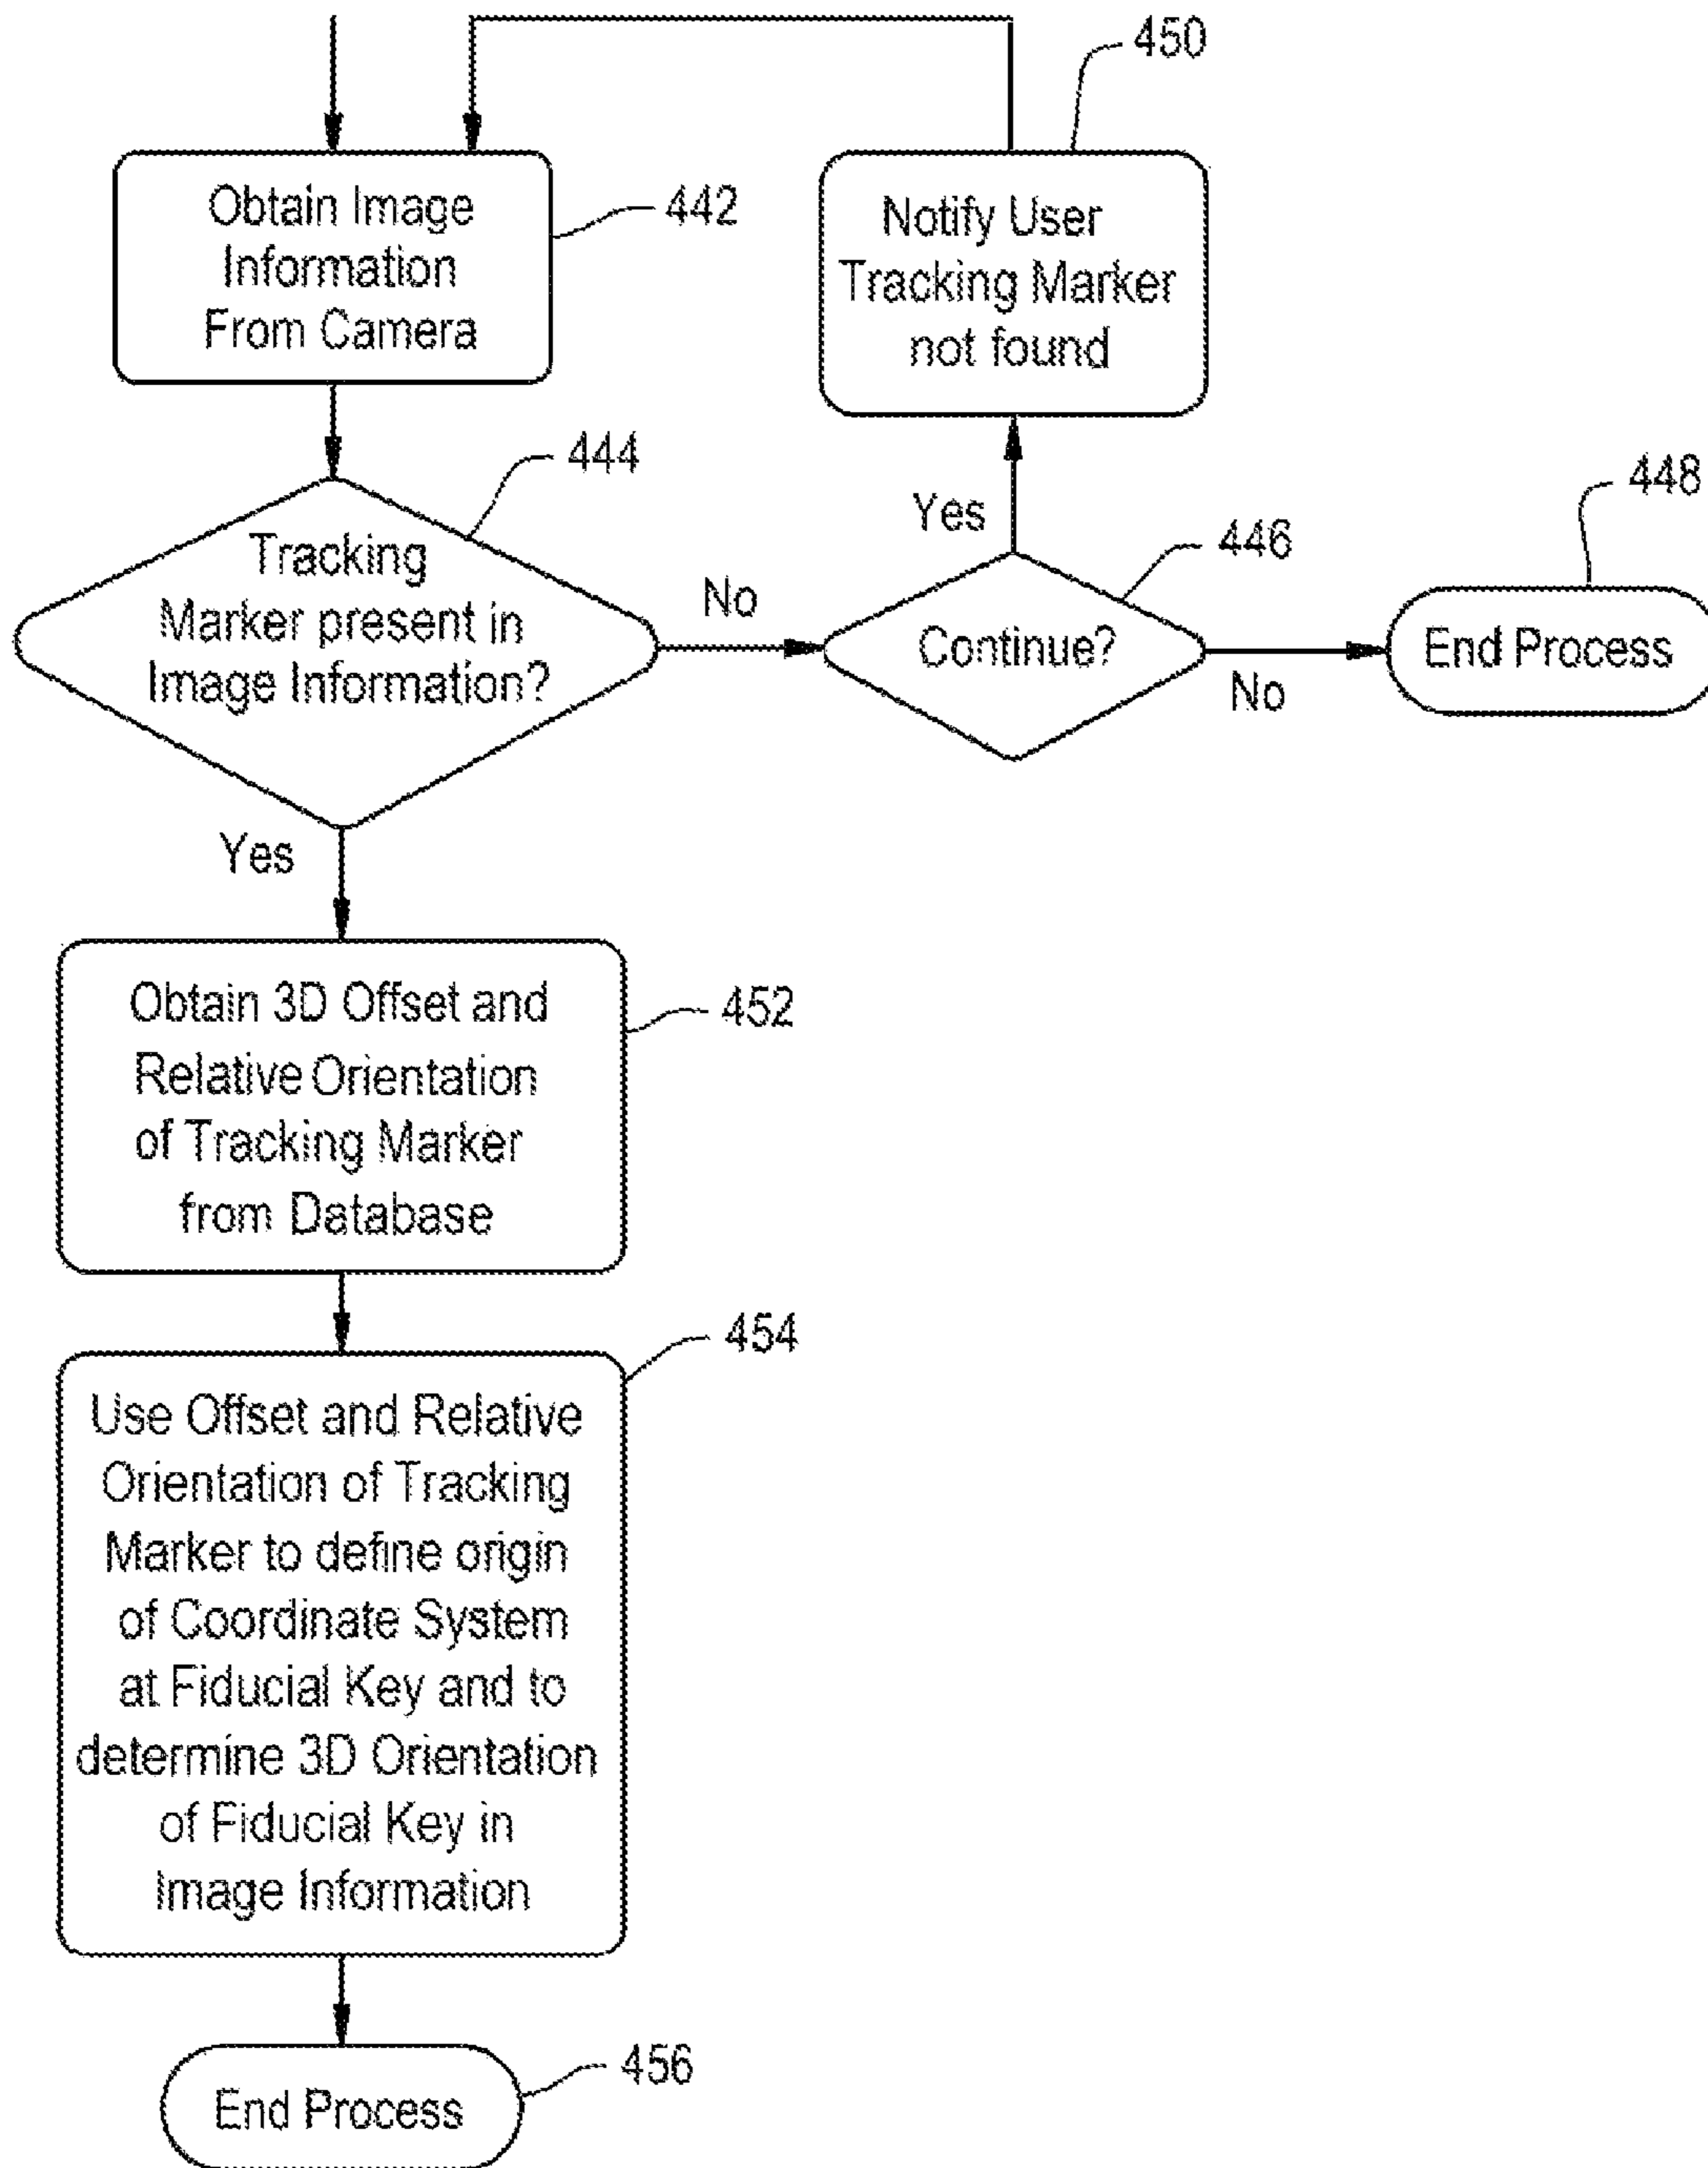 450
Obtain Image
Information
From Camera
442
Notify User
Tracking Marker
not found
444
Tracking
Marker present in
Image Information?
No
Yes
446
Continue?
No
448
End Process
Yes
Obtain 3D Offset and
Relative Orientation
of Tracking Marker
from Database
452
454
Use Offset and Relative
Orientation of Tracking
Marker to define origin
of Coordinate System
at Fiducial Key and to
determine 3D Orientation
of Fiducial Key in
Image Information
456
End Process